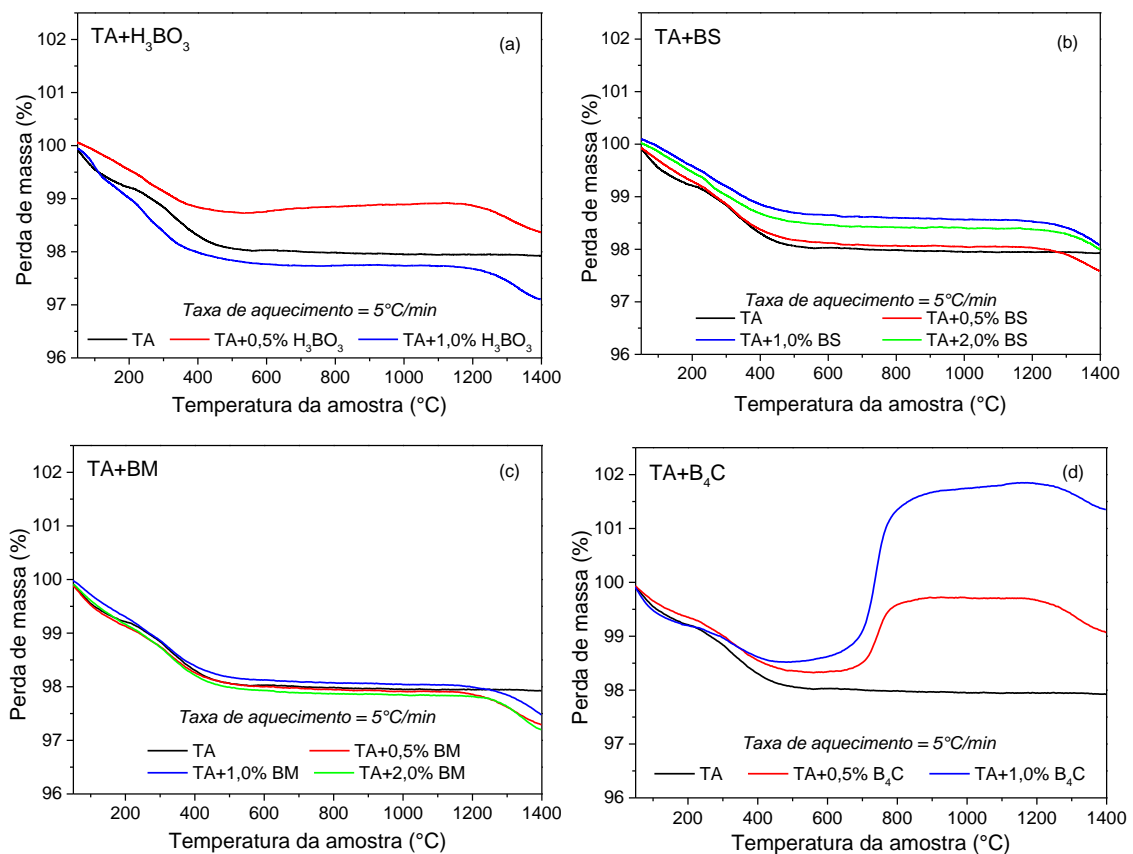 TA+H₃BO₃
(a)
102
101
100
99
98
97
96
Perda de massa (%)
Taxa de aquecimento = 5°C/min
TA
TA+0,5% H₃BO₃
TA+1,0% H₃BO₃
200 400 600 800 1000 1200 1400
Temperatura da amostra (°C)
TA+BS
(b)
102
101
100
99
98
97
96
Perda de massa (%)
Taxa de aquecimento = 5°C/min
TA
TA+0,5% BS
TA+1,0% BS
TA+2,0% BS
200 400 600 800 1000 1200 1400
Temperatura da amostra (°C)
TA+BM
(c)
102
101
100
99
98
97
96
Perda de massa (%)
Taxa de aquecimento = 5°C/min
TA
TA+0,5% BM
TA+1,0% BM
TA+2,0% BM
200 400 600 800 1000 1200 1400
Temperatura da amostra (°C)
TA+B₄C
(d)
102
101
100
99
98
97
96
Perda de massa (%)
Taxa de aquecimento = 5°C/min
TA
TA+0,5% B₄C
TA+1,0% B₄C
200 400 600 800 1000 1200 1400
Temperatura da amostra (°C)